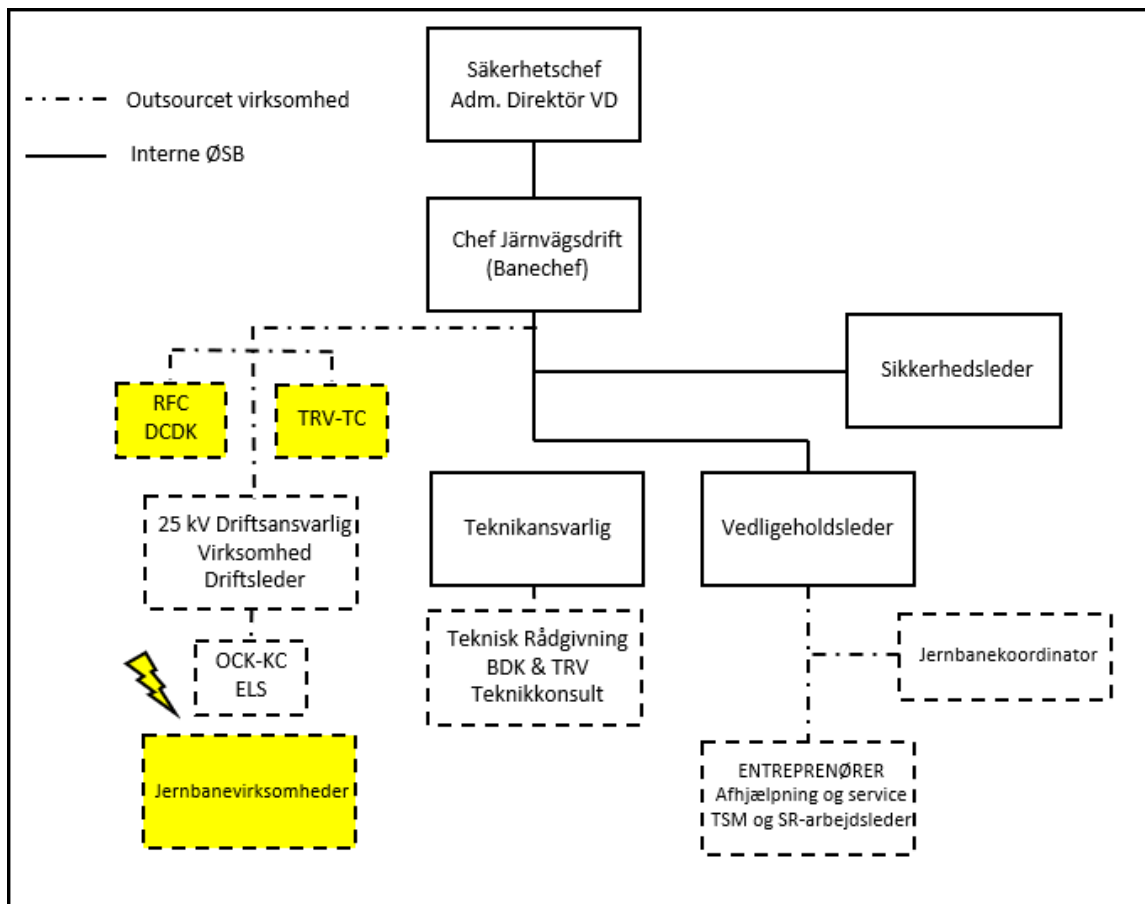 Säkerhetschef
Adm. Direktör VD
Outsourcet virksomhed
Interne ØSB
Chef Järnvägsdrift
(Banechef)
Sikkerhedsleder
RFC
DCDK
TRV-TC
25 kV Driftsansvarlig
Virksomhed
Driftsleder
Teknikansvarlig
Vedligeholdsleder
OCK-KC
ELS
Teknisk Rådgivning
BDK & TRV
Teknikkonsult
Jernbanekoordinator
Jernbanevirksomheder
ENTREPRENØRER
Afhjælpning og service
TSM og SR-arbejdsleder